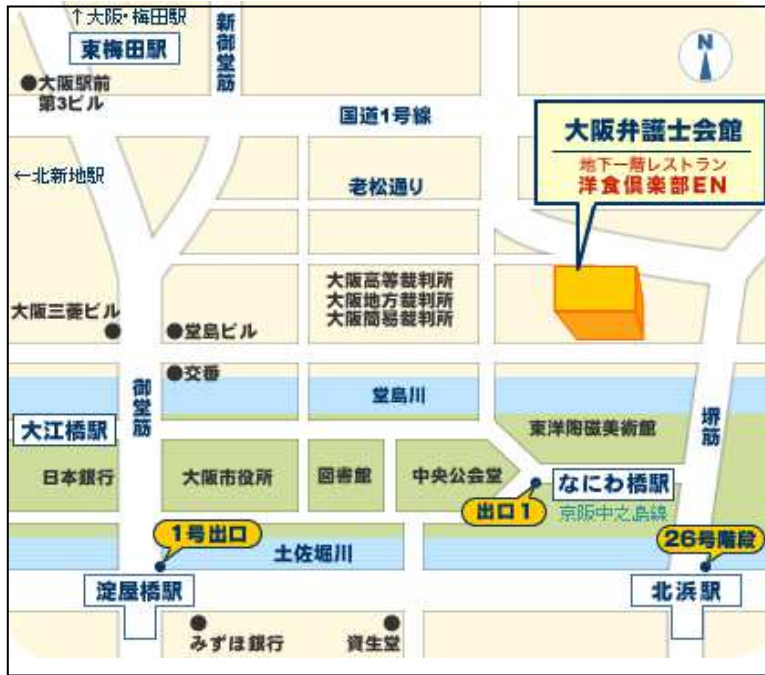 ↑大阪・梅田駅
東梅田駅
新御堂筋
N
●大阪駅前
第3ビル
国道1号線
大阪弁護士会館
地下一階レストラン
洋食倶楽部EN
←北新地駅
老松通り
大阪高等裁判所
大阪地方裁判所
大阪簡易裁判所
大阪三菱ビル
●堂島ビル
●交番
御堂筋
堂島川
堺筋
大江橋駅
東洋陶磁美術館
日本銀行
大阪市役所
図書館
中央公会堂
なにわ橋駅
出口1
京阪中之島線
1号出口
土佐堀川
26号階段
淀屋橋駅
北浜駅
みずほ銀行
資生堂